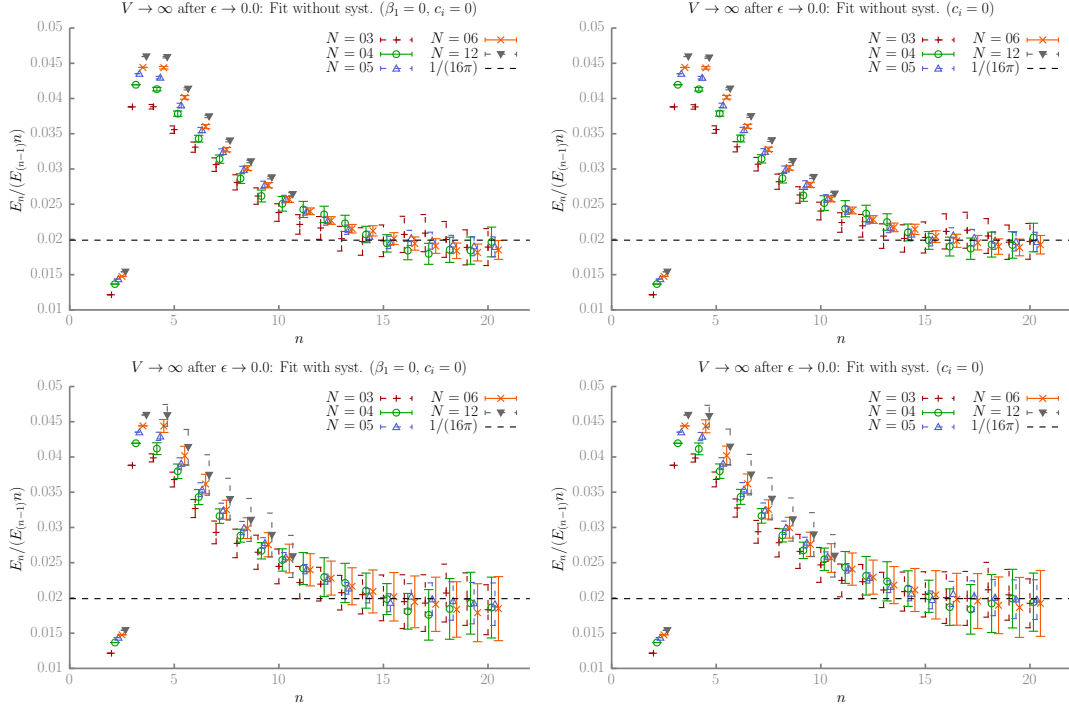 V → ∞ after ϵ → 0.0: Fit without syst. (β₁ = 0, cᵢ = 0)
N = 03 N = 06
N = 04 N = 12
N = 05 1/(16π)
Eₙ/(E₍ₙ₋₁₎n)
0.05
0.045
0.04
0.035
0.03
0.025
0.02
0.015
0.01
0 5 10 15 20
n
V → ∞ after ϵ → 0.0: Fit without syst. (cᵢ = 0)
N = 03 N = 06
N = 04 N = 12
N = 05 1/(16π)
Eₙ/(E₍ₙ₋₁₎n)
0.05
0.045
0.04
0.035
0.03
0.025
0.02
0.015
0.01
0 5 10 15 20
n
V → ∞ after ϵ → 0.0: Fit with syst. (β₁ = 0, cᵢ = 0)
N = 03 N = 06
N = 04 N = 12
N = 05 1/(16π)
Eₙ/(E₍ₙ₋₁₎n)
0.05
0.045
0.04
0.035
0.03
0.025
0.02
0.015
0.01
0 5 10 15 20
n
V → ∞ after ϵ → 0.0: Fit with syst. (cᵢ = 0)
N = 03 N = 06
N = 04 N = 12
N = 05 1/(16π)
Eₙ/(E₍ₙ₋₁₎n)
0.05
0.045
0.04
0.035
0.03
0.025
0.02
0.015
0.01
0 5 10 15 20
n